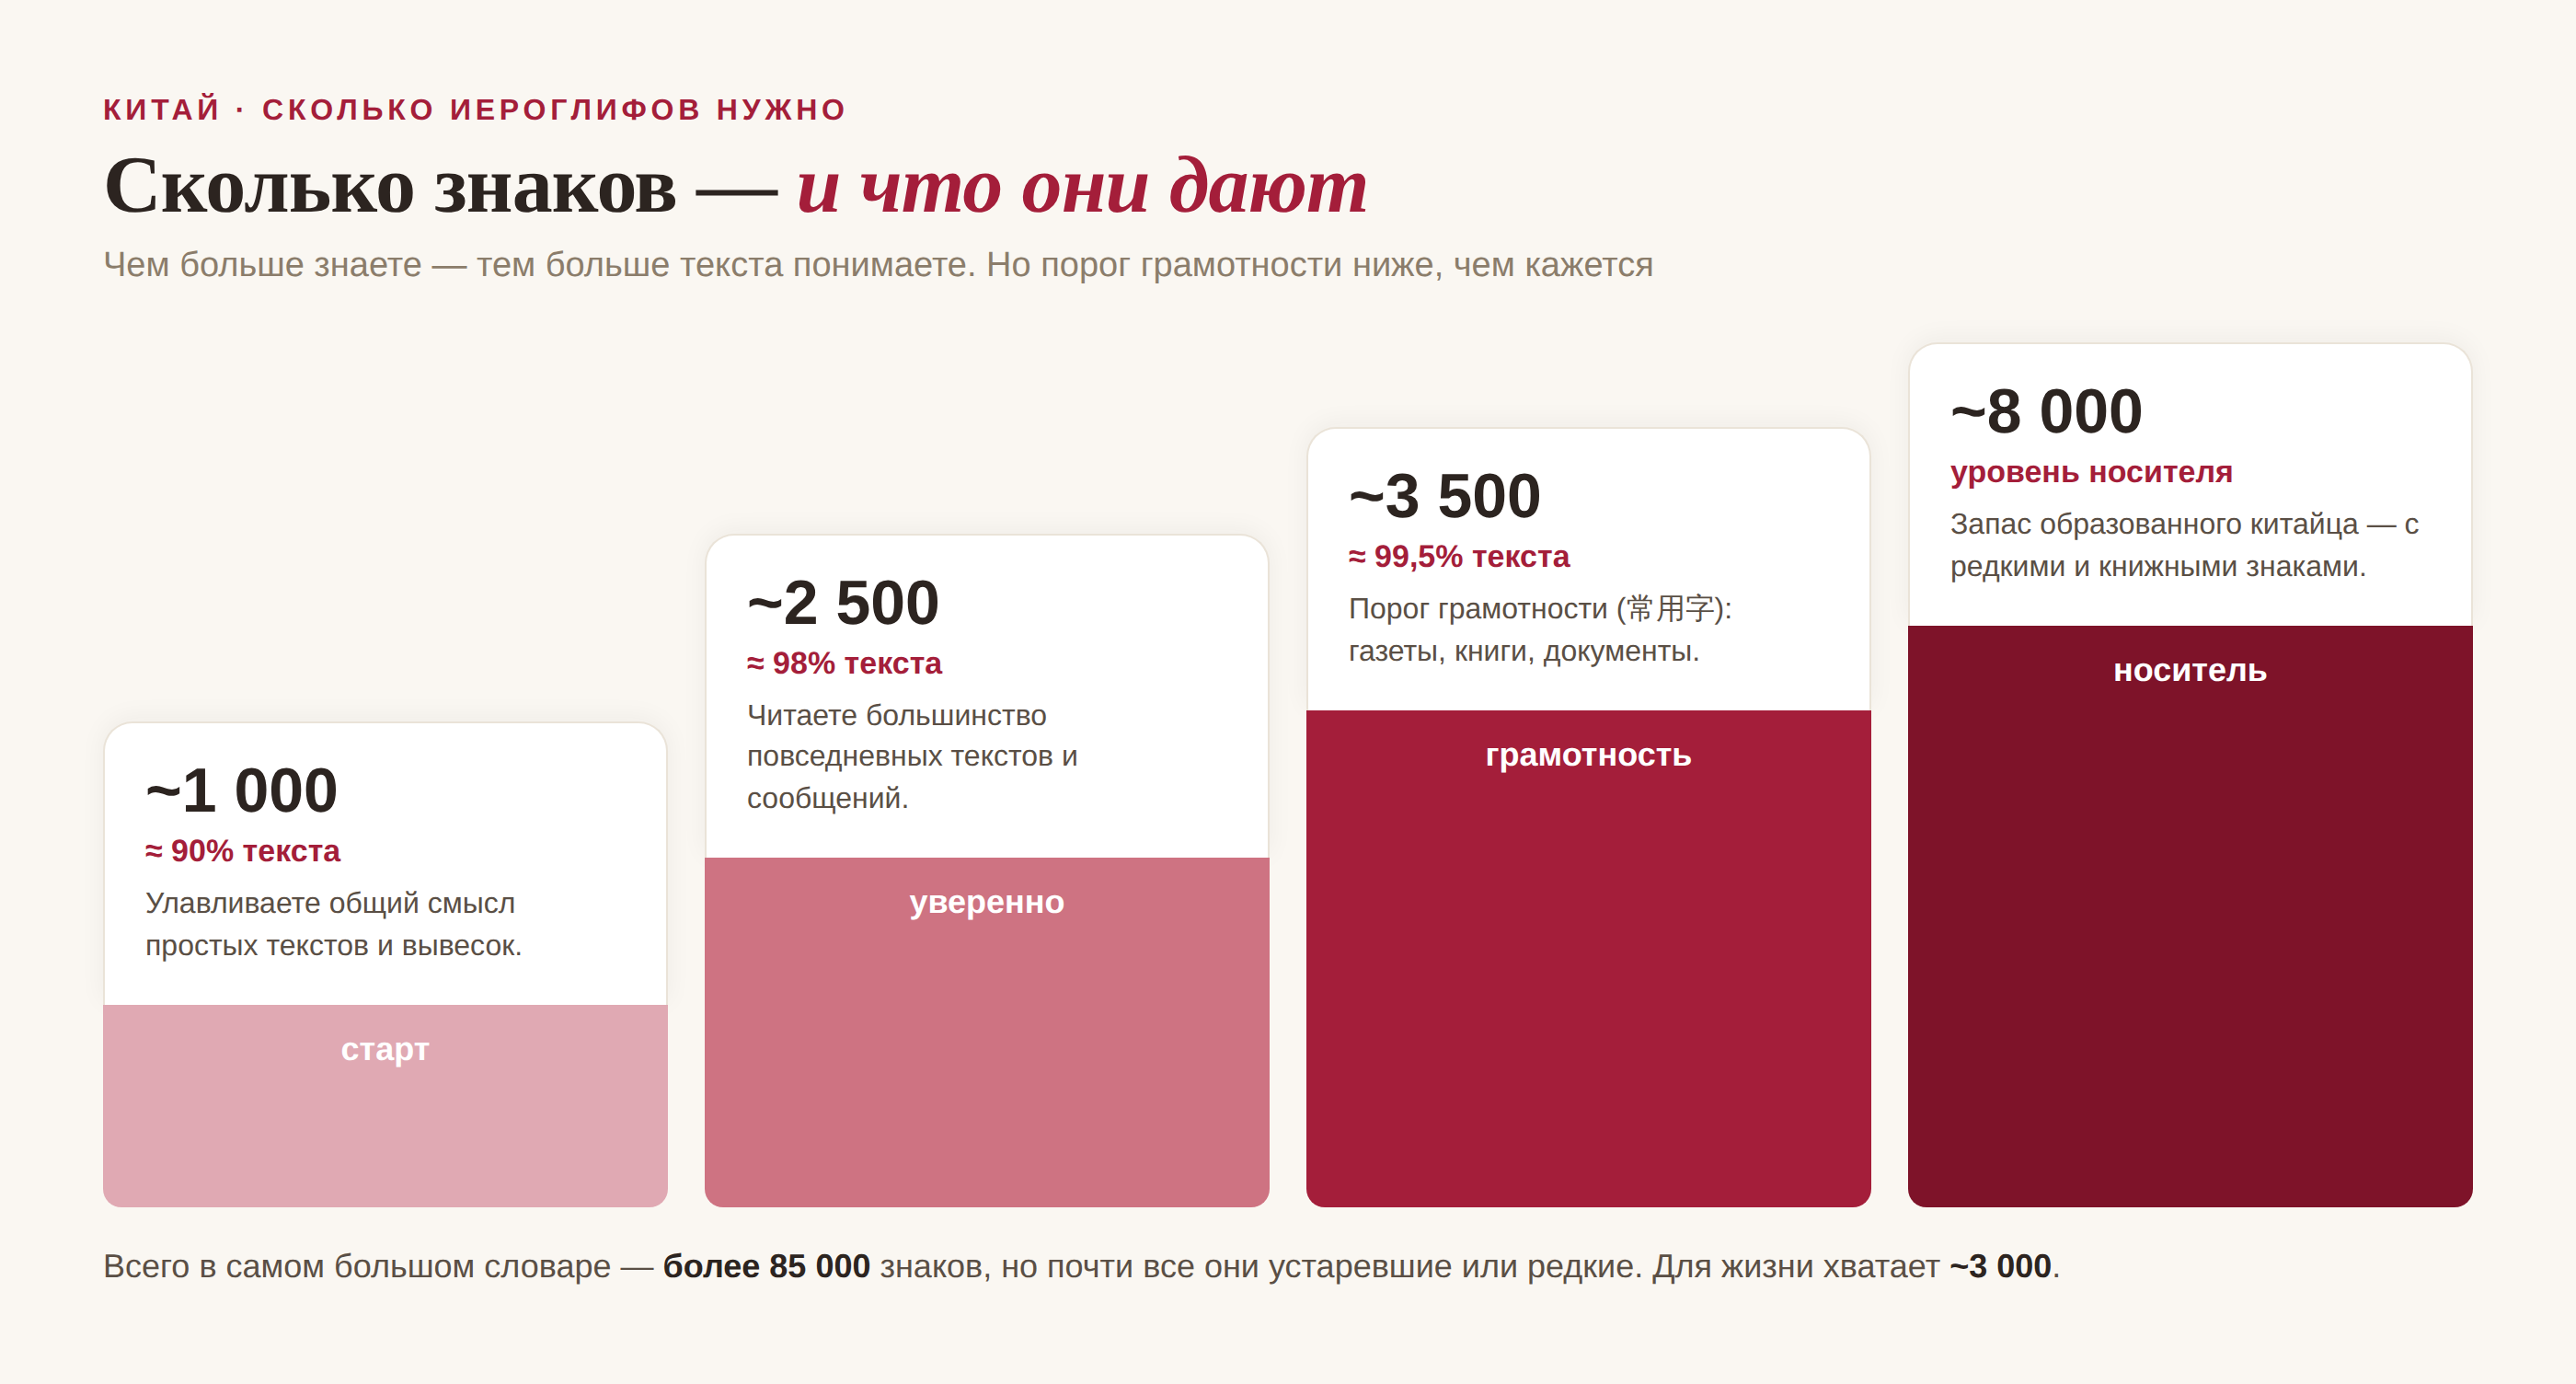 КИТАЙ · СКОЛЬКО ИЕРОГЛИФОВ НУЖНО
Сколько знаков — и что они дают
Чем больше знаете — тем больше текста понимаете. Но порог грамотности ниже, чем кажется
~1 000
≈ 90% текста
Улавливаете общий смысл
простых текстов и вывесок.
старт
~2 500
≈ 98% текста
Читаете большинство
повседневных текстов и
сообщений.
уверенно
~3 500
≈ 99,5% текста
Порог грамотности (常用字):
газеты, книги, документы.
грамотность
~8 000
уровень носителя
Запас образованного китайца — с
редкими и книжными знаками.
носитель
Всего в самом большом словаре — более 85 000 знаков, но почти все они устаревшие или редкие. Для жизни хватает ~3 000.